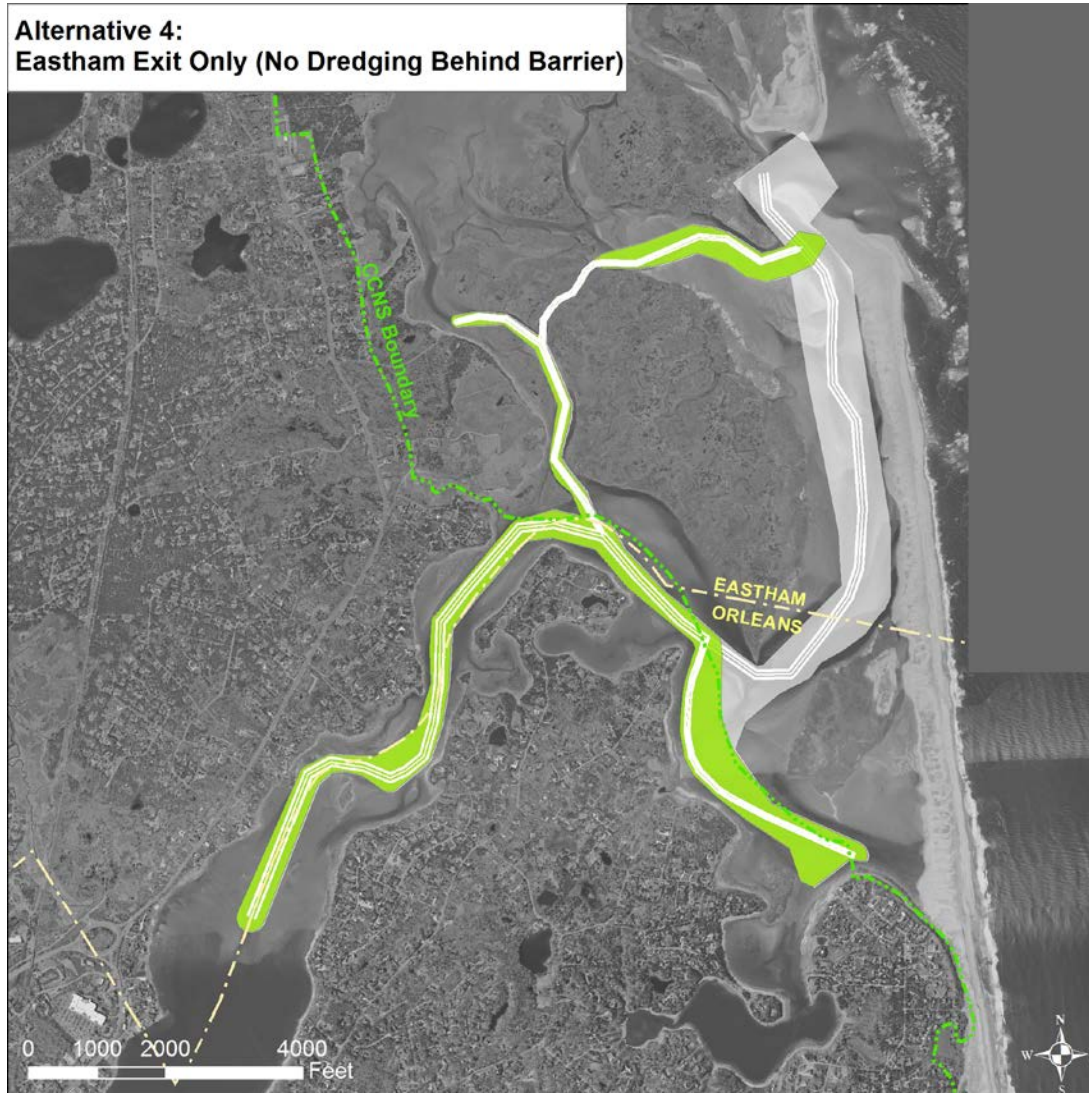 Alternative 4:
Eastham Exit Only (No Dredging Behind Barrier)
CCNS Boundary
EASTHAM
ORLEANS
0 1000 2000 4000
Feet
N
W
S